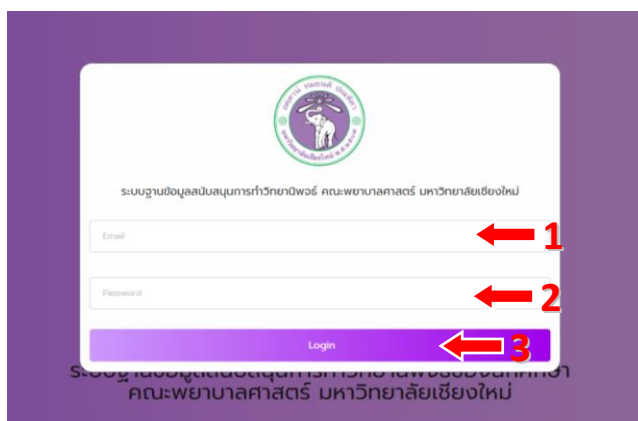 ระบบฐานข้อมูลสนับสนุนการทำวิทยานิพนธ์ คณะพยาบาลศาสตร์ มหาวิทยาลัยเชียงใหม่
Email
1
Password
2
Login
3
คณะพยาบาลศาสตร์ มหาวิทยาลัยเชียงใหม่